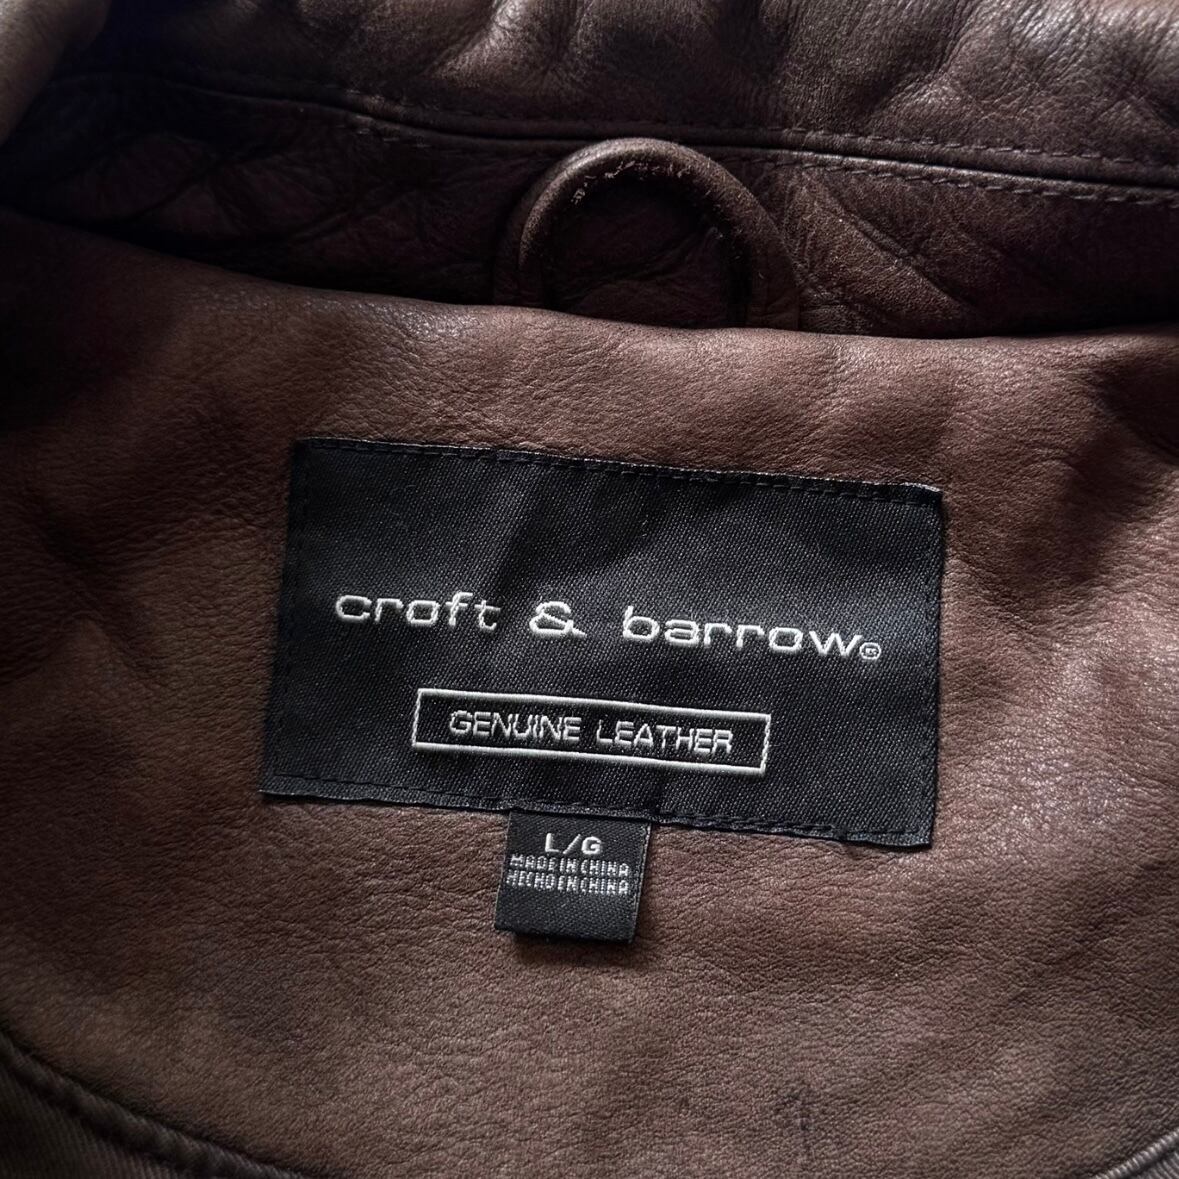 croft & barrow®
GENUINE LEATHER
L/G
MADE IN CHINA
HECHO EN CHINA